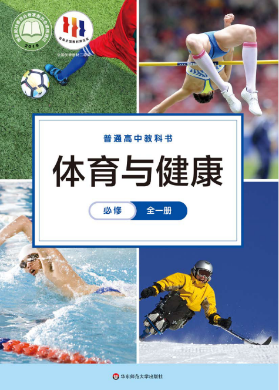 普通高中教科书
体育与健康
必修 全一册
华东师范大学出版社